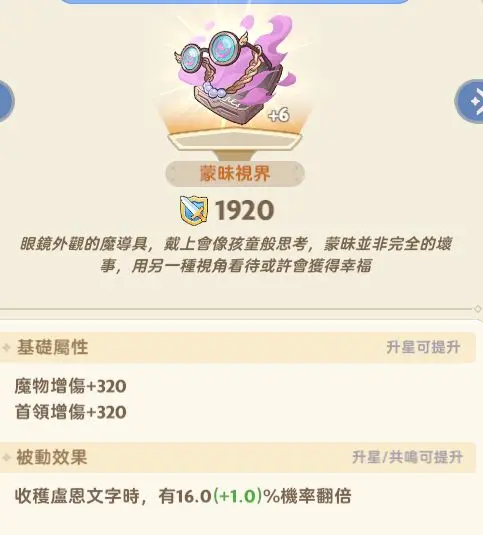 +6
蒙昧視界
1920
眼鏡外觀的魔導具，戴上會像孩童般思考，蒙昧並非完全的壞
事，用另一種視角看待或許會獲得幸福
基礎屬性
升星可提升
魔物增傷+320
首領增傷+320
被動效果
升星/共鳴可提升
收穫盧恩文字時，有16.0(+1.0)%機率翻倍